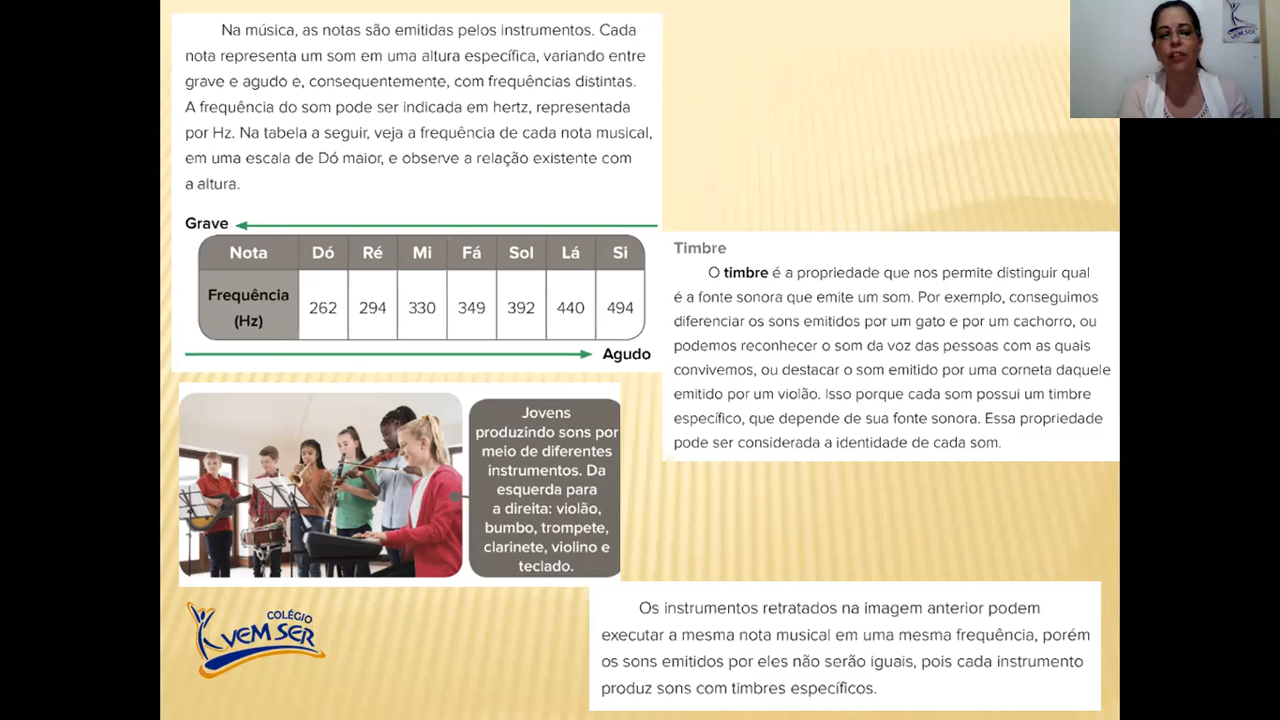 Na música, as notas são emitidas pelos instrumentos. Cada
nota representa um som em uma altura específica, variando entre
grave e agudo e, consequentemente, com frequências distintas.
A frequência do som pode ser indicada em hertz, representada
por Hz. Na tabela a seguir, veja a frequência de cada nota musical,
em uma escala de Dó maior, e observe a relação existente com
a altura.
Grave
Nota Dó Ré Mi Fá Sol Lá Si
Frequência (Hz) 262 294 330 349 392 440 494
Agudo
Jovens
produzindo sons por
meio de diferentes
instrumentos. Da
esquerda para
a direita: violão,
bumbo, trompete,
clarinete, violino e
teclado.
COLÉGIO
VEM SER
Timbre
O timbre é a propriedade que nos permite distinguir qual
é a fonte sonora que emite um som. Por exemplo, conseguimos
diferenciar os sons emitidos por um gato e por um cachorro, ou
podemos reconhecer o som da voz das pessoas com as quais
convivemos, ou destacar o som emitido por uma corneta daquele
emitido por um violão. Isso porque cada som possui um timbre
específico, que depende de sua fonte sonora. Essa propriedade
pode ser considerada a identidade de cada som.
Os instrumentos retratados na imagem anterior podem
executar a mesma nota musical em uma mesma frequência, porém
os sons emitidos por eles não serão iguais, pois cada instrumento
produz sons com timbres específicos.
VEM SER